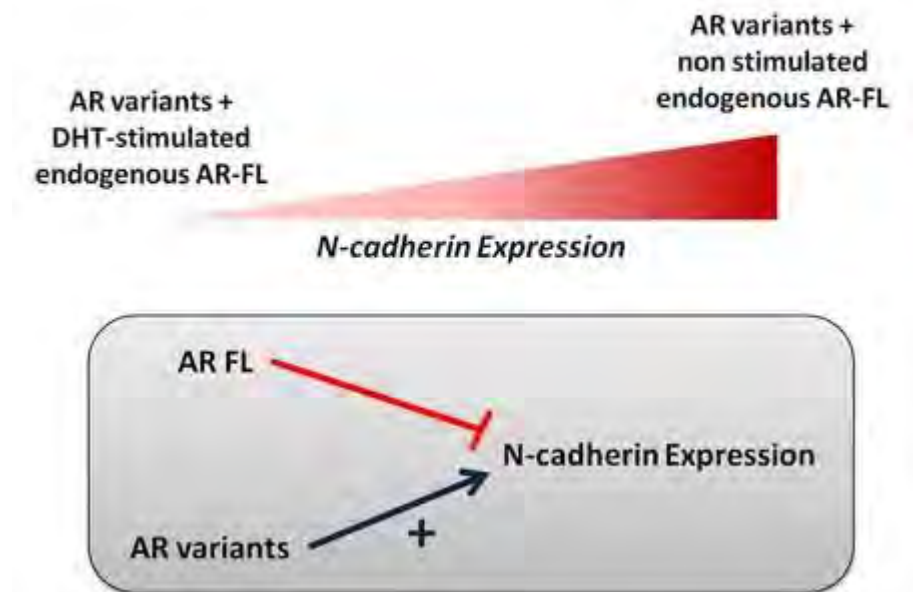 AR variants +
non stimulated
endogenous AR-FL
AR variants +
DHT-stimulated
endogenous AR-FL
N-cadherin Expression
AR FL
N-cadherin Expression
AR variants
+